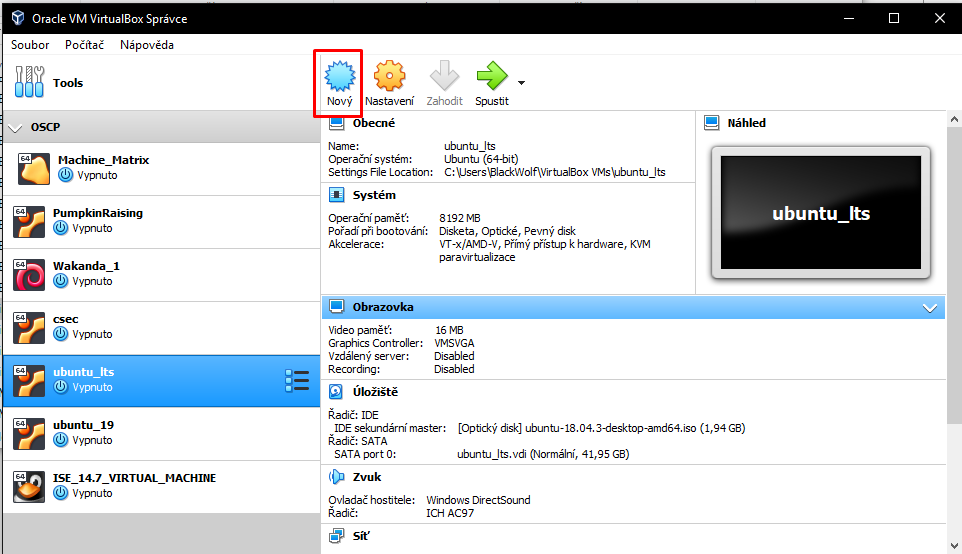 Oracle VM VirtualBox Správce
Soubor Počítač Nápověda
Tools
Nový Nastavení Zahodit Spustit
OSCP
64 Machine_Matrix
Vypnuto
64 PumpkinRaising
Vypnuto
64 Wakanda_1
Vypnuto
64 csec
Vypnuto
64 ubuntu_lts
Vypnuto
64 ubuntu_19
Vypnuto
64 ISE_14.7_VIRTUAL_MACHINE
Vypnuto
Obecné
Name: ubuntu_lts
Operační systém: Ubuntu (64-bit)
Settings File Location: C:\Users\BlackWolf\VirtualBox VMs\ubuntu_lts
Systém
Operační paměť: 8192 MB
Pořadí při bootování: Disketa, Optické, Pevný disk
Akcelerace: VT-x/AMD-V, Přímý přístup k hardware, KVM
paravirtualizace
Náhled
ubuntu_lts
Obrazovka
Video paměť: 16 MB
Graphics Controller: VMSVGA
Vzdálený server: Disabled
Recording: Disabled
Úložiště
Řadič: IDE
IDE sekundární master: [Optický disk] ubuntu-18.04.3-desktop-amd64.iso (1,94 GB)
Řadič: SATA
SATA port 0: ubuntu_lts.vdi (Normální, 41,95 GB)
Zvuk
Ovladač hostitele: Windows DirectSound
Řadič: ICH AC97
Síť